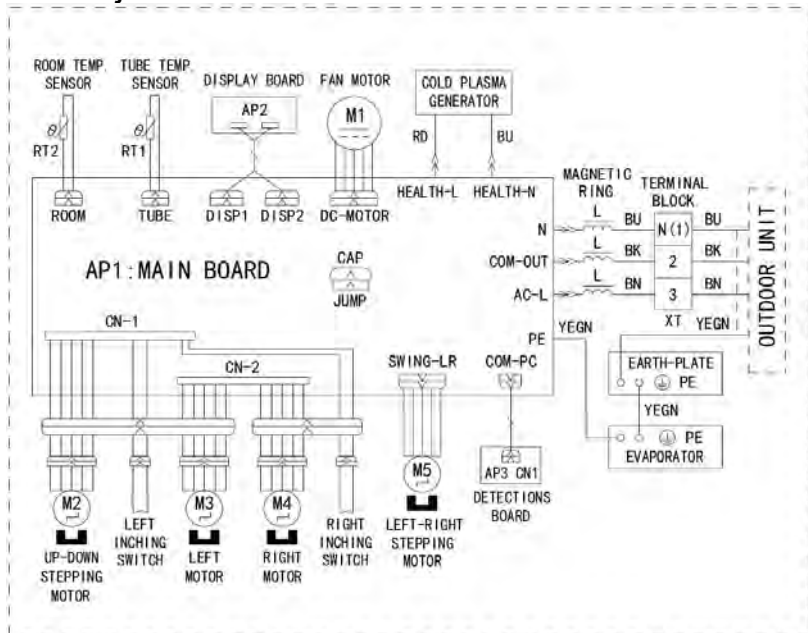 ROOM TEMP.
SENSOR
TUBE TEMP.
SENSOR
DISPLAY BOARD
FAN MOTOR
COLD PLASMA
GENERATOR
AP2
M1
θ
RT2
θ
RT1
RD
BU
ROOM
TUBE
DISP1
DISP2
DC-MOTOR
HEALTH-L
HEALTH-N
MAGNETIC
RING
TERMINAL
BLOCK
N
L
BU
N(1)
BU
COM-OUT
L
BK
2
BK
AC-L
L
BN
3
BN
XT
YEGN
OUTDOOR UNIT
AP1:MAIN BOARD
CAP
JUMP
PE
YEGN
EARTH-PLATE
PE
YEGN
PE
EVAPORATOR
CN-1
CN-2
SWING-LR
COM-PC
M2
M3
M4
M5
AP3 CN1
DETECTIONS
BOARD
UP-DOWN
STEPPING
MOTOR
LEFT
INCHING
SWITCH
LEFT
MOTOR
RIGHT
MOTOR
RIGHT
INCHING
SWITCH
LEFT-RIGHT
STEPPING
MOTOR